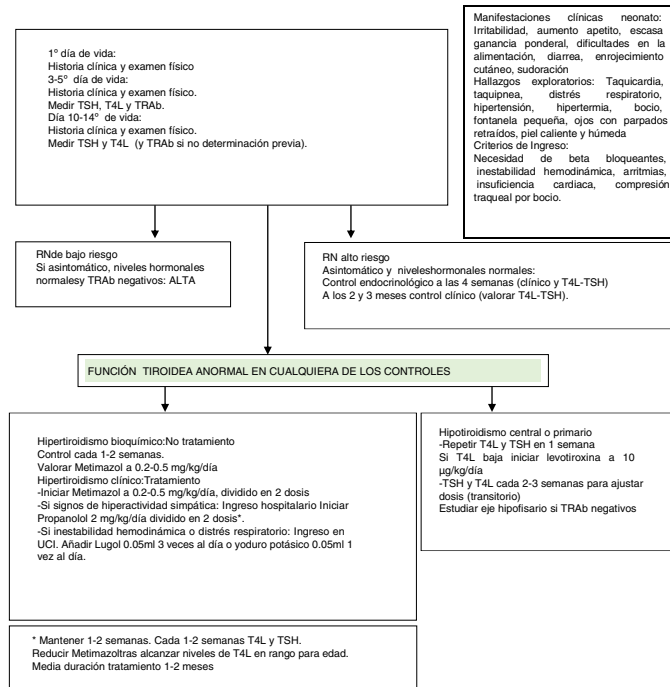 1º día de vida:
Historia clínica y examen físico
3-5º día de vida:
Historia clínica y examen físico.
Medir TSH, T4L y TRAb.
Día 10-14º de vida:
Historia clínica y examen físico.
Medir TSH y T4L (y TRAb si no determinación previa).
Manifestaciones clínicas neonato:
Irritabilidad, aumento apetito, escasa
ganancia ponderal, dificultades en la
alimentación, diarrea, enrojecimiento
cutáneo, sudoración
Hallazgos exploratorios: Taquicardia,
taquipnea, distrés respiratorio,
hipertensión, hipertermia, bocio,
fontanela pequeña, ojos con parpados
retraídos, piel caliente y húmeda
Criterios de Ingreso:
Necesidad de beta bloqueantes,
inestabilidad hemodinámica, arritmias,
insuficiencia cardiaca, compresión
traqueal por bocio.
RNde bajo riesgo
Si asintomático, niveles hormonales
normalesy TRAb negativos: ALTA
RN alto riesgo
Asintomático y niveleshormonales normales:
Control endocrinológico a las 4 semanas (clínico y T4L-TSH)
A los 2 y 3 meses control clínico (valorar T4L-TSH).
FUNCIÓN TIROIDEA ANORMAL EN CUALQUIERA DE LOS CONTROLES
Hipertiroidismo bioquímico:No tratamiento
Control cada 1-2 semanas.
Valorar Metimazol a 0.2-0.5 mg/kg/día
Hipertiroidismo clínico:Tratamiento
-Iniciar Metimazol a 0.2-0.5 mg/kg/día, dividido en 2 dosis
-Si signos de hiperactividad simpática: Ingreso hospitalario Iniciar
Propanolol 2 mg/kg/día dividido en 2 dosis*.
-Si inestabilidad hemodinámica o distrés respiratorio: Ingreso en
UCI. Añadir Lugol 0.05ml 3 veces al día o yoduro potásico 0.05ml 1
vez al día.
Hipotiroidismo central o primario
-Repetir T4L y TSH en 1 semana
Si T4L baja iniciar levotiroxina a 10
µg/kg/día
-TSH y T4L cada 2-3 semanas para ajustar
dosis (transitorio)
Estudiar eje hipofisario si TRAb negativos
* Mantener 1-2 semanas. Cada 1-2 semanas T4L y TSH.
Reducir Metimazoltras alcanzar niveles de T4L en rango para edad.
Media duración tratamiento 1-2 meses